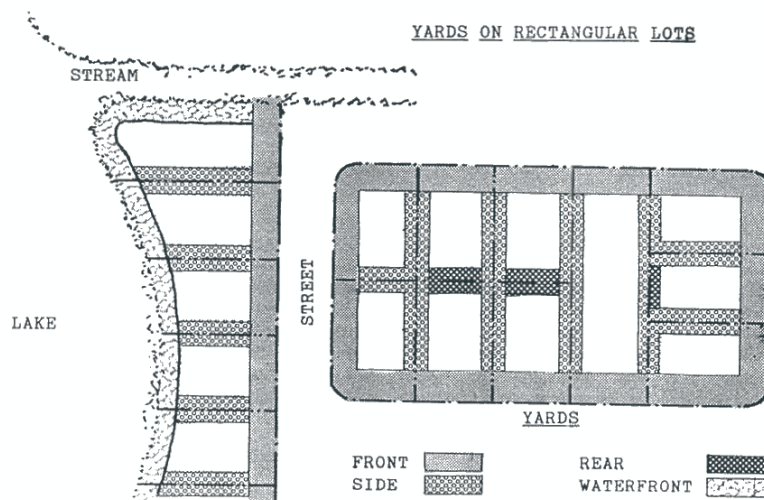 YARDS ON RECTANGULAR LOTS
STREAM
LAKE
STREET
YARDS
FRONT
REAR
SIDE
WATERFRONT